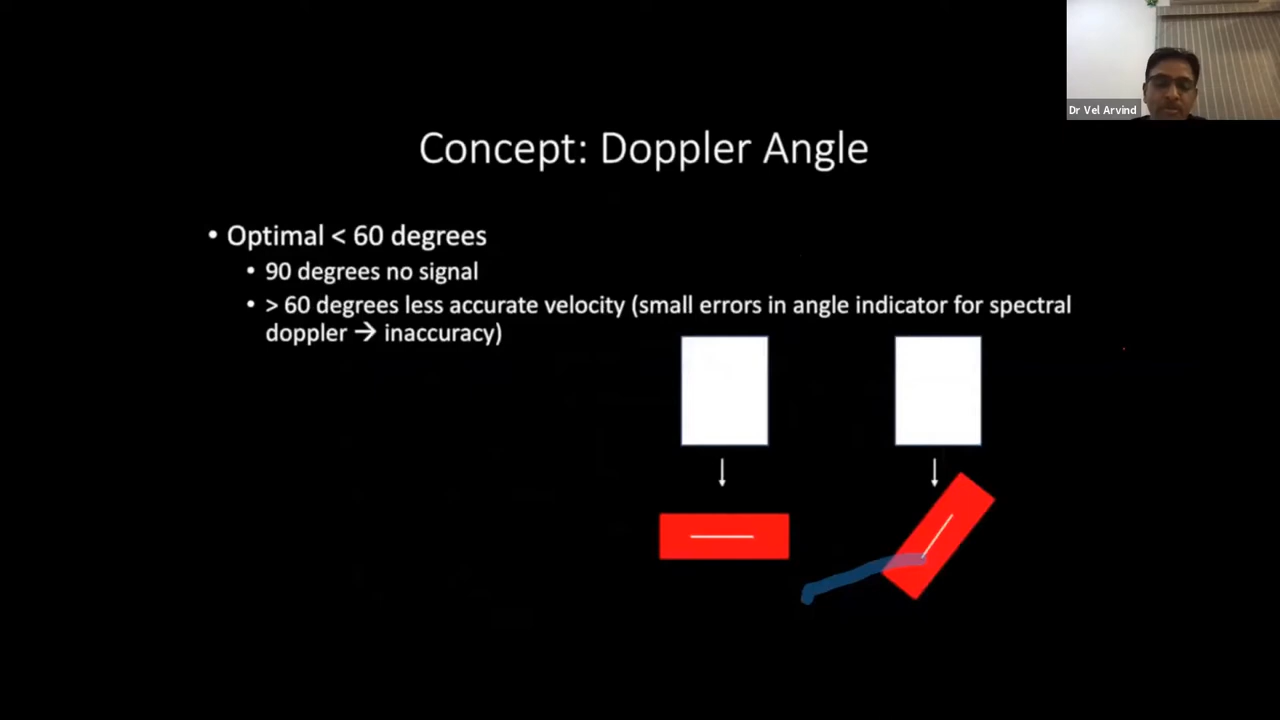 Dr Vel Arvind
Concept: Doppler Angle
• Optimal < 60 degrees
• 90 degrees no signal
• > 60 degrees less accurate velocity (small errors in angle indicator for spectral
doppler → inaccuracy)